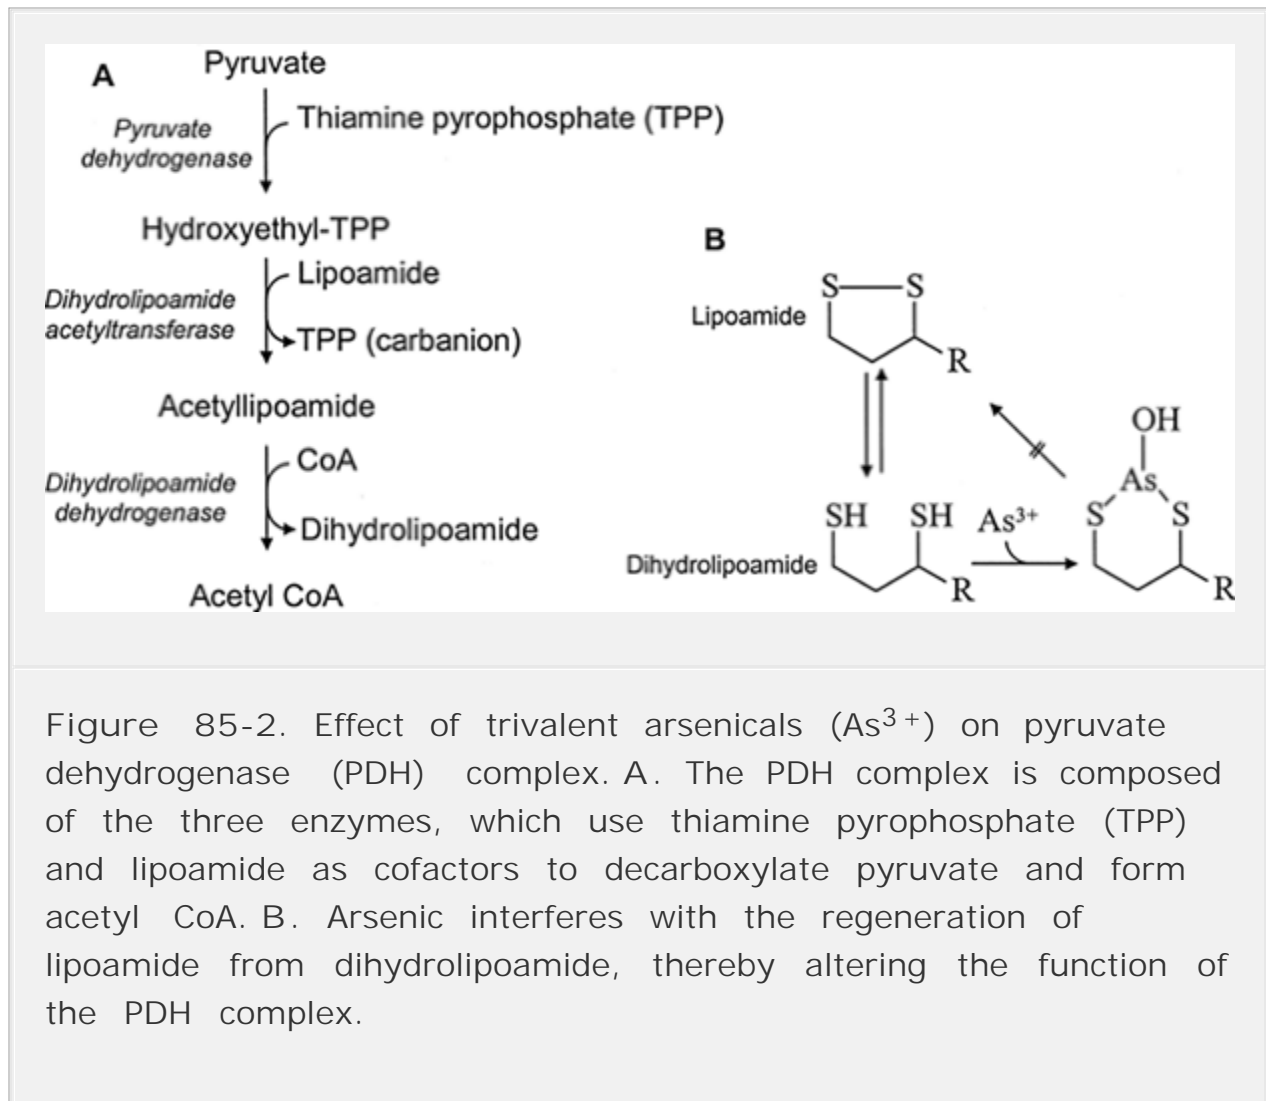 A
Pyruvate
Pyruvate
dehydrogenase
Thiamine pyrophosphate (TPP)
Hydroxyethyl-TPP
Dihydrolipoamide
acetyltransferase
Lipoamide
TPP (carbanion)
Acetyllipoamide
Dihydrolipoamide
dehydrogenase
CoA
Dihydrolipoamide
Acetyl CoA
B
Lipoamide
S S
R
Dihydrolipoamide
SH SH
R
As³⁺
OH
As
S S
R
Figure 85-2. Effect of trivalent arsenicals (As³⁺) on pyruvate
dehydrogenase (PDH) complex. A. The PDH complex is composed
of the three enzymes, which use thiamine pyrophosphate (TPP)
and lipoamide as cofactors to decarboxylate pyruvate and form
acetyl CoA. B. Arsenic interferes with the regeneration of
lipoamide from dihydrolipoamide, thereby altering the function of
the PDH complex.